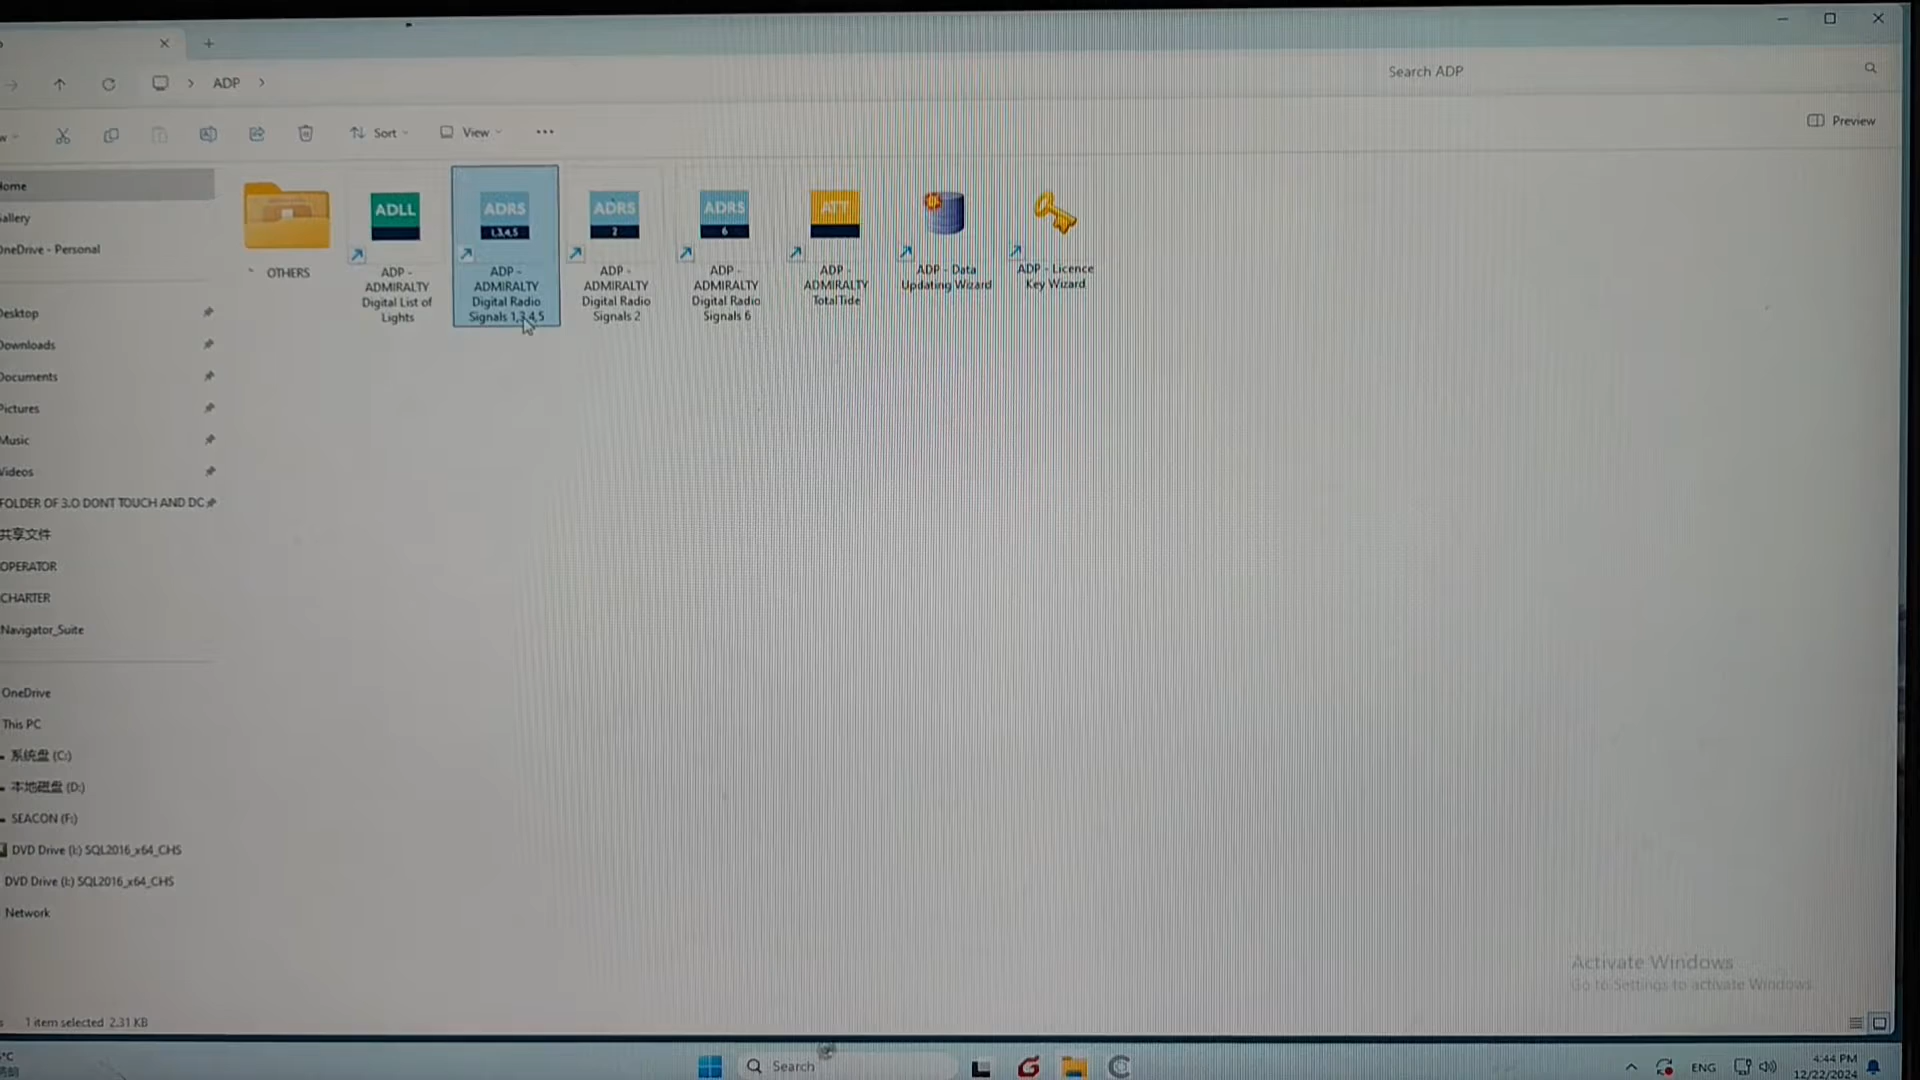 ADP
Search ADP
Sort
View
Preview
Gallery
OneDrive - Personal
Desktop
Downloads
Documents
Pictures
Music
Videos
FOLDER OF 3.O DONT TOUCH AND DC
共享文件
OPERATOR
CHARTER
Navigator_Suite
OneDrive
This PC
系统盘 (C:)
本地磁盘 (D:)
SEACON (F:)
DVD Drive (I:) SQL2016_x64_CHS
DVD Drive (I:) SQL2016_x64_CHS
Network
OTHERS
ADLL
ADP -
ADMIRALTY
Digital List of
Lights
ADRS
1,3,4,5
ADP -
ADMIRALTY
Digital Radio
Signals 1,3,4,5
ADRS
2
ADP -
ADMIRALTY
Digital Radio
Signals 2
ADRS
6
ADP -
ADMIRALTY
Digital Radio
Signals 6
ATT
ADP -
ADMIRALTY
TotalTide
ADP - Data
Updating Wizard
ADP - Licence
Key Wizard
Activate Windows
Go to Settings to activate Windows.
1 item selected 2.31 KB
Search
ENG
4:44 PM
12/22/2024